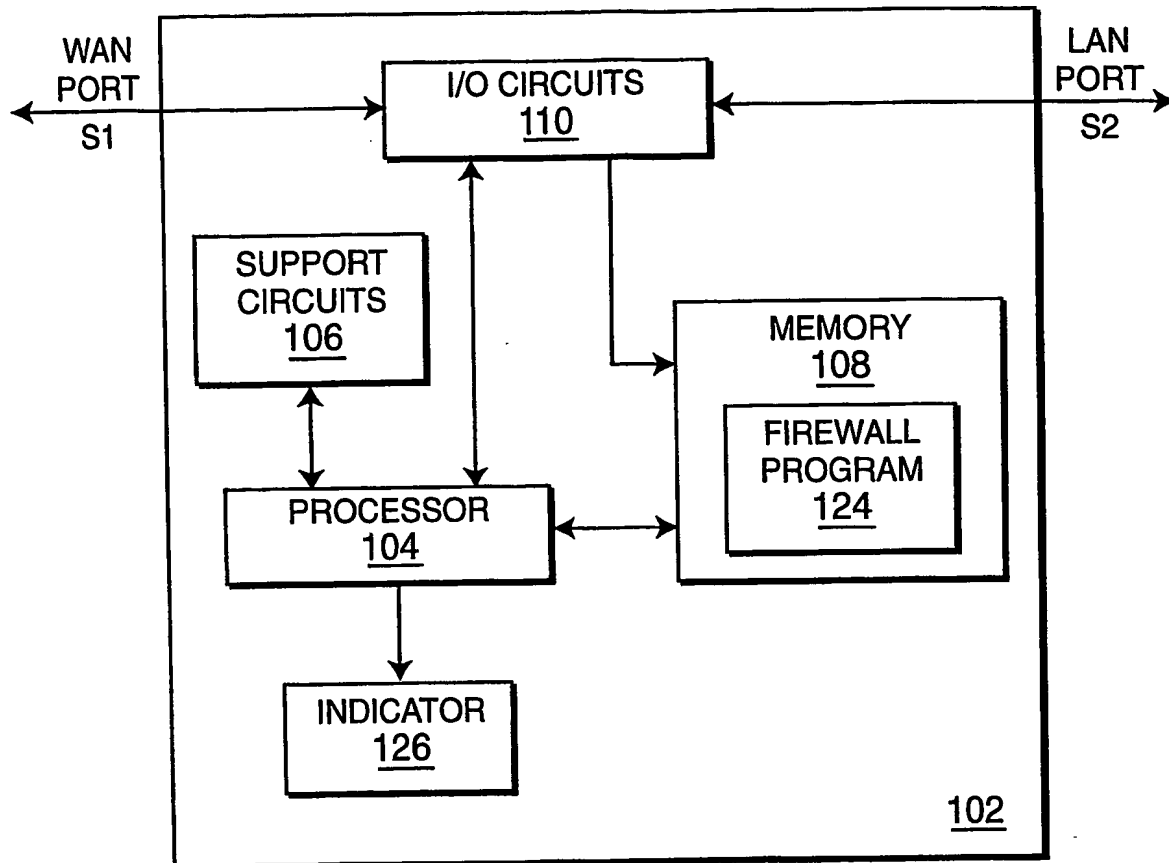 WAN
PORT
S1
I/O CIRCUITS
110
LAN
PORT
S2
SUPPORT
CIRCUITS
106
MEMORY
108
FIREWALL
PROGRAM
124
PROCESSOR
104
INDICATOR
126
102